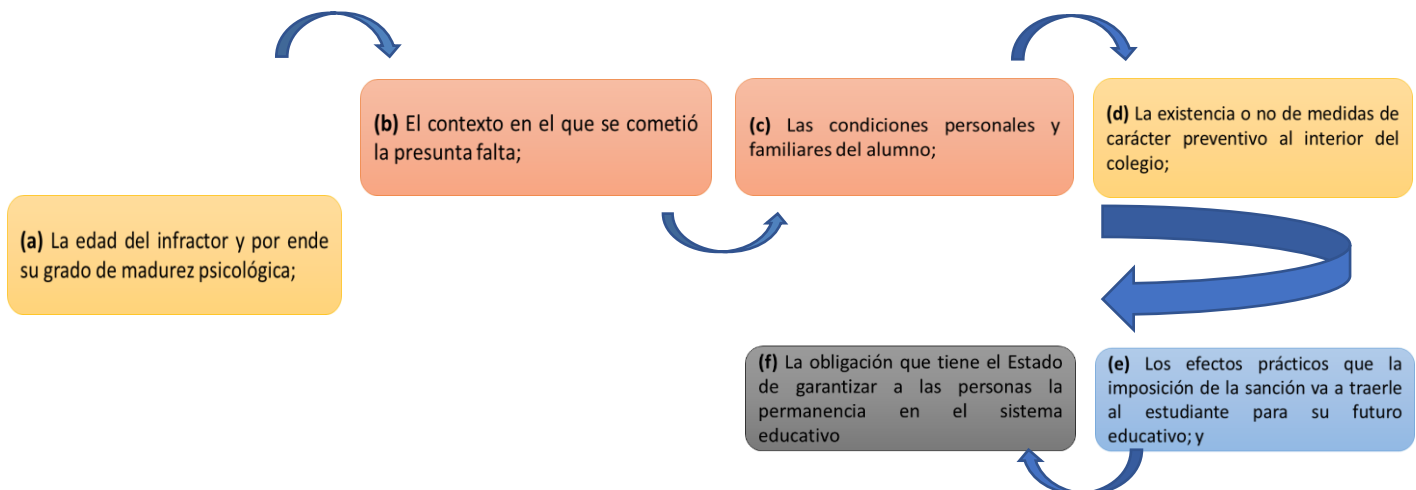 (a) La edad del infractor y por ende
su grado de madurez psicológica;
(b) El contexto en el que se cometió
la presunta falta;
(c) Las condiciones personales y
familiares del alumno;
(d) La existencia o no de medidas de
carácter preventivo al interior del
colegio;
(e) Los efectos prácticos que la
imposición de la sanción va a traerle
al estudiante para su futuro
educativo; y
(f) La obligación que tiene el Estado
de garantizar a las personas la
permanencia en el sistema
educativo